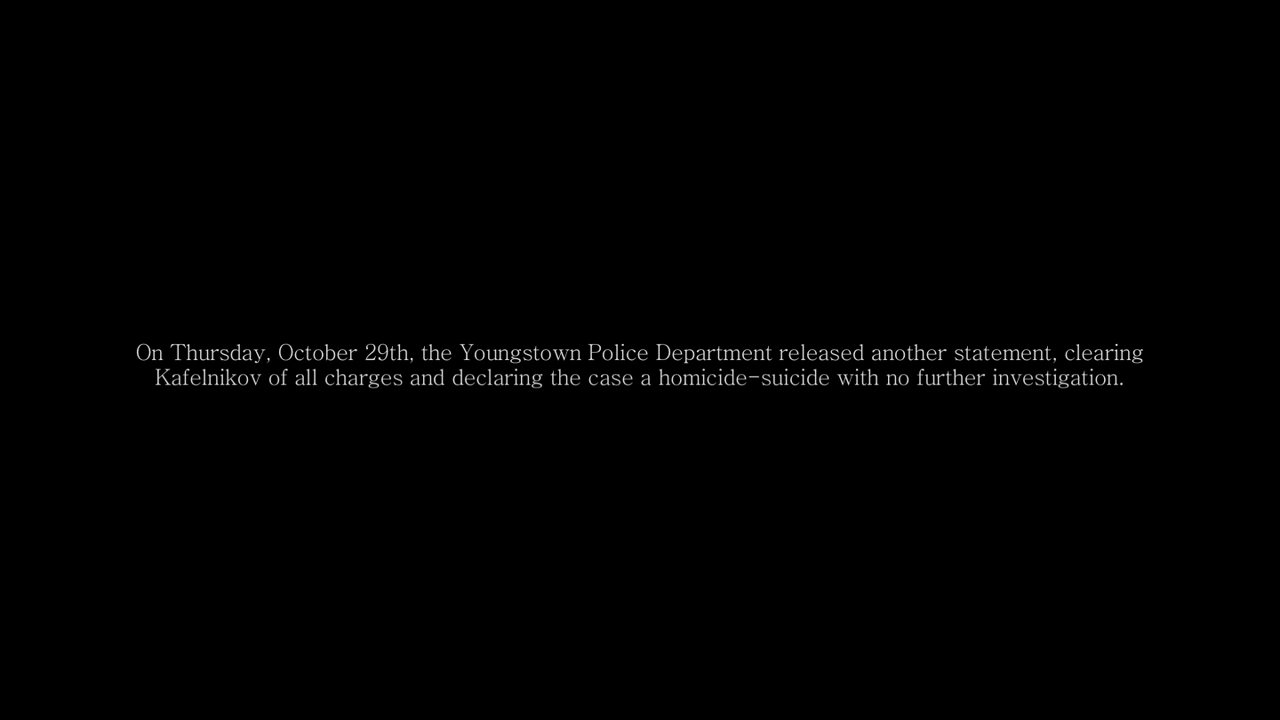 On Thursday, October 29th, the Youngstown Police Department released another statement, clearing
Kafelnikov of all charges and declaring the case a homicide-suicide with no further investigation.